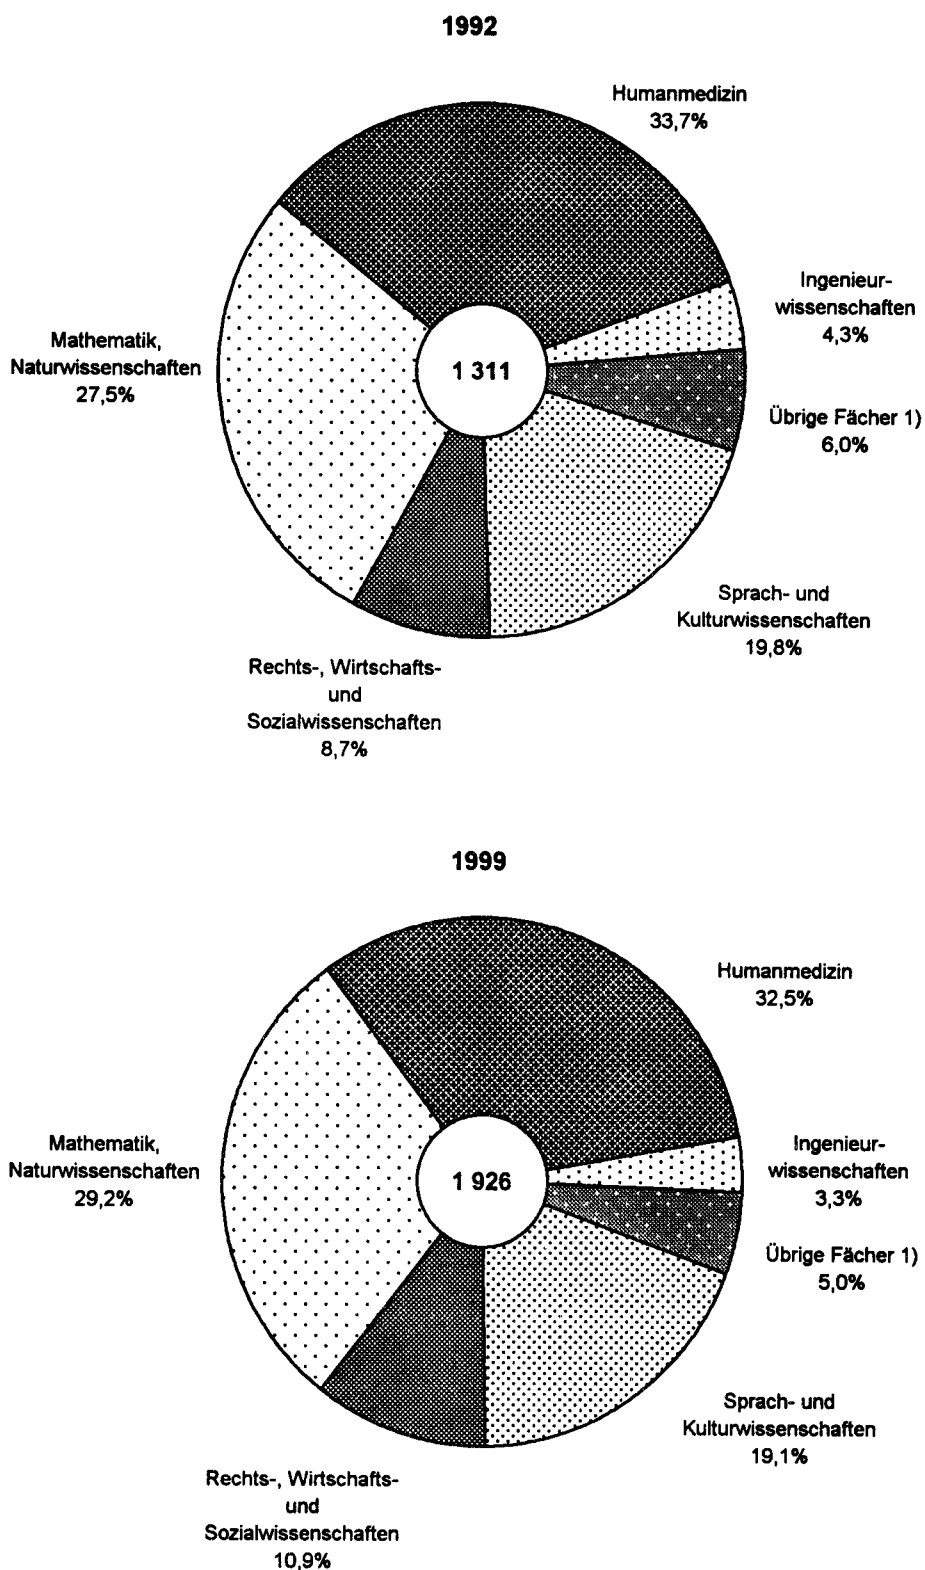 1992
Humanmedizin
33,7%
Ingenieur-
wissenschaften
4,3%
Mathematik,
Naturwissenschaften
27,5%
1 311
Übrige Fächer 1)
6,0%
Sprach- und
Kulturwissenschaften
19,8%
Rechts-, Wirtschafts-
und
Sozialwissenschaften
8,7%
1999
Humanmedizin
32,5%
Mathematik,
Naturwissenschaften
29,2%
1 926
Ingenieur-
wissenschaften
3,3%
Übrige Fächer 1)
5,0%
Sprach- und
Kulturwissenschaften
19,1%
Rechts-, Wirtschafts-
und
Sozialwissenschaften
10,9%